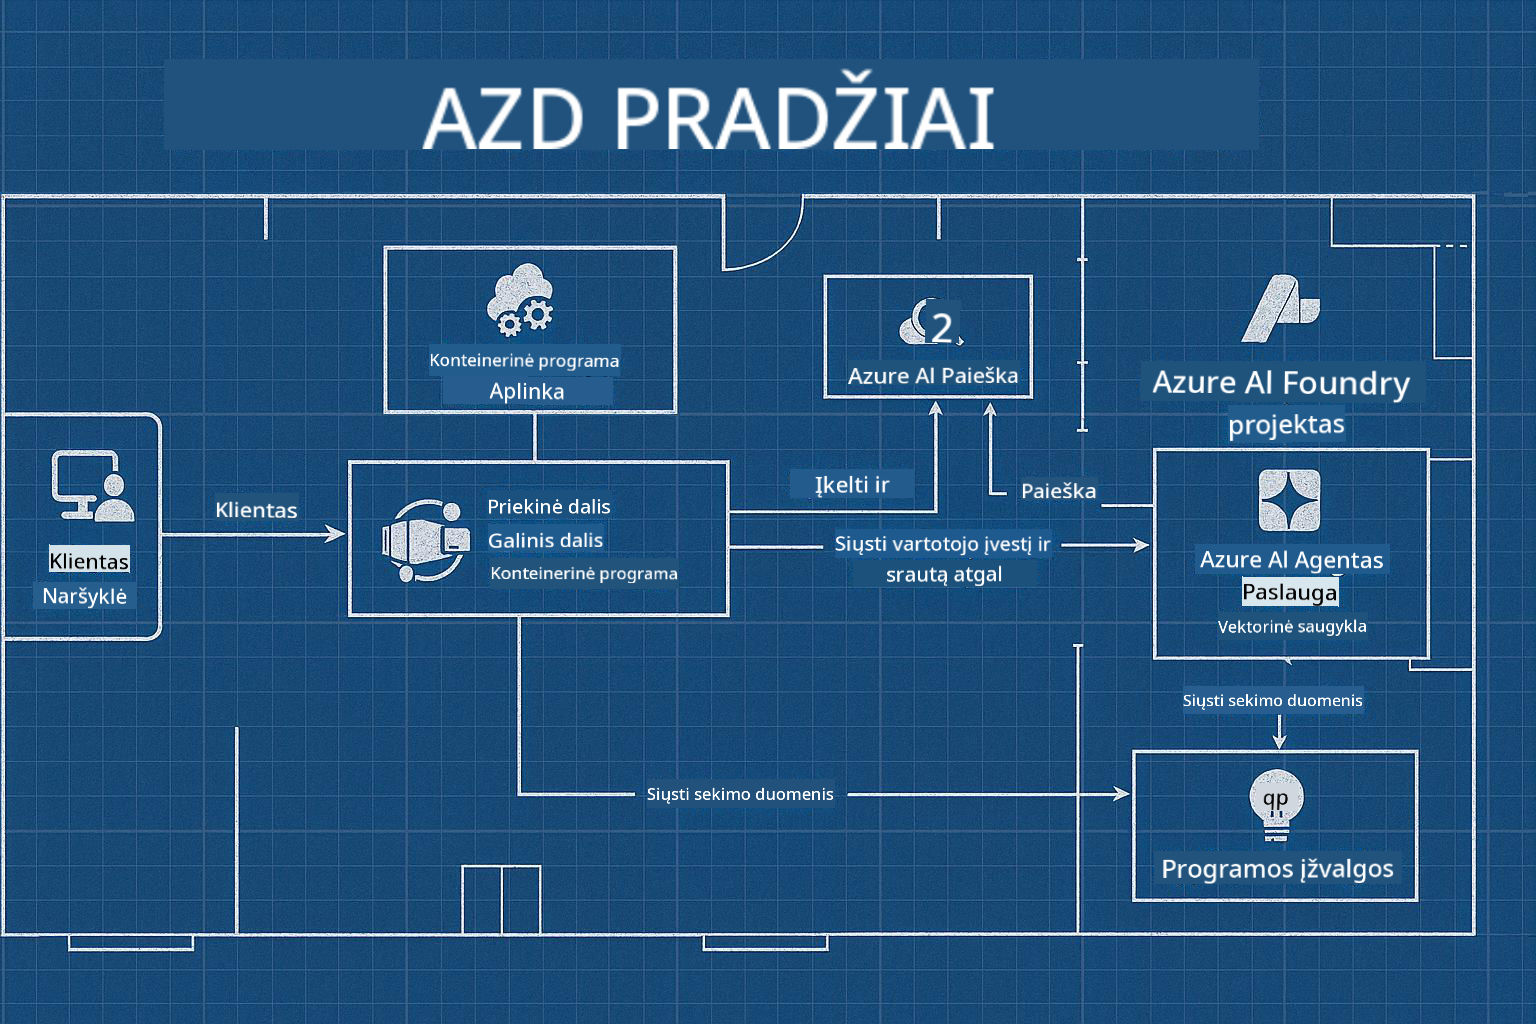 AZD PRADŽIAI
Konteinerinė programa
Aplinka
2
Azure AI Paieška
Azure AI Foundry
projektas
Klientas
Naršyklė
Klientas
Priekinė dalis
Galinis dalis
Konteinerinė programa
Įkelti ir
Paieška
Siųsti vartotojo įvestį ir
srautą atgal
Azure AI Agentas
Paslauga
Vektorinė saugykla
Siųsti sekimo duomenis
Siųsti sekimo duomenis
qp
Programos įžvalgos